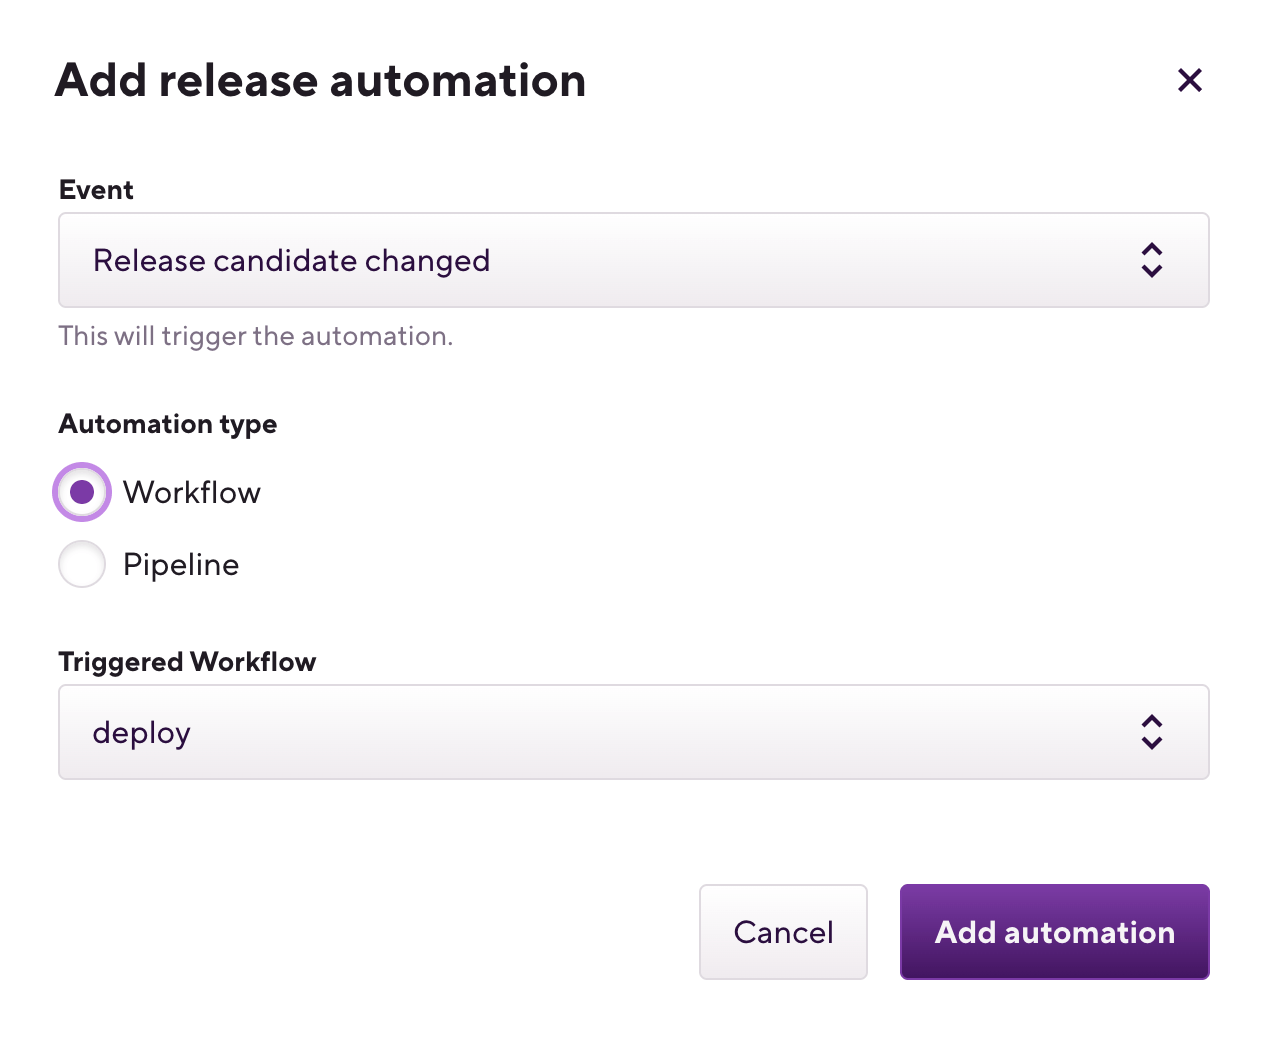 Add release automation
Event
Release candidate changed
This will trigger the automation.
Automation type
Workflow
Pipeline
Triggered Workflow
deploy
Cancel
Add automation